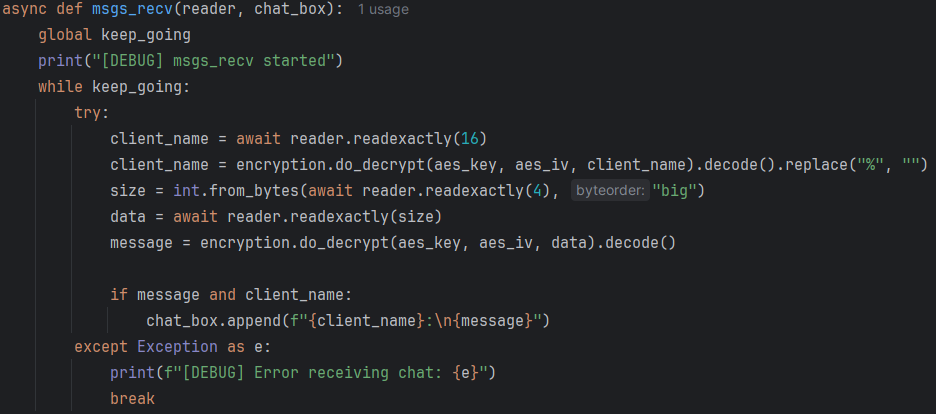 async def msgs_recv(reader, chat_box): 1 usage
    global keep_going
    print("[DEBUG] msgs_recv started")
    while keep_going:
        try:
            client_name = await reader.readexactly(16)
            client_name = encryption.do_decrypt(aes_key, aes_iv, client_name).decode().replace("%", "")
            size = int.from_bytes(await reader.readexactly(4), byteorder: "big")
            data = await reader.readexactly(size)
            message = encryption.do_decrypt(aes_key, aes_iv, data).decode()

            if message and client_name:
                chat_box.append(f"{client_name}:\n{message}")
        except Exception as e:
            print(f"[DEBUG] Error receiving chat: {e}")
            break